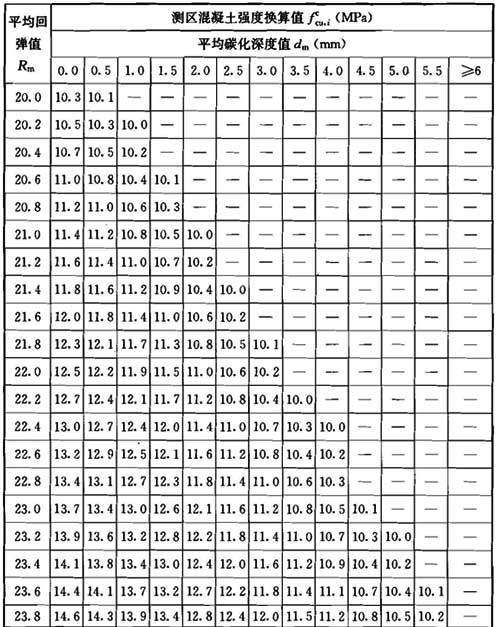 平均回弹值 Rm 测区混凝土强度换算值 f^c_cu,i (MPa)
平均碳化深度值 dm (mm)
0.0 0.5 1.0 1.5 2.0 2.5 3.0 3.5 4.0 4.5 5.0 5.5 ≥6
20.0 10.3 10.1 — — — — — — — — — — —
20.2 10.5 10.3 10.0 — — — — — — — — — —
20.4 10.7 10.5 10.2 — — — — — — — — — —
20.6 11.0 10.8 10.4 10.1 — — — — — — — — —
20.8 11.2 11.0 10.6 10.3 — — — — — — — — —
21.0 11.4 11.2 10.8 10.5 10.0 — — — — — — — —
21.2 11.6 11.4 11.0 10.7 10.2 — — — — — — — —
21.4 11.8 11.6 11.2 10.9 10.4 10.0 — — — — — — —
21.6 12.0 11.8 11.4 11.0 10.6 10.2 — — — — — — —
21.8 12.3 12.1 11.7 11.3 10.8 10.5 10.1 — — — — — —
22.0 12.5 12.2 11.9 11.5 11.0 10.6 10.2 — — — — — —
22.2 12.7 12.4 12.1 11.7 11.2 10.8 10.4 10.0 — — — — —
22.4 13.0 12.7 12.4 12.0 11.4 11.0 10.7 10.3 10.0 — — — —
22.6 13.2 12.9 12.5 12.1 11.6 11.2 10.8 10.4 10.2 — — — —
22.8 13.4 13.1 12.7 12.3 11.8 11.4 11.0 10.6 10.3 — — — —
23.0 13.7 13.4 13.0 12.6 12.1 11.6 11.2 10.8 10.5 10.1 — — —
23.2 13.9 13.6 13.2 12.8 12.2 11.8 11.4 11.0 10.7 10.3 10.0 — —
23.4 14.1 13.8 13.4 13.0 12.4 12.0 11.6 11.2 10.9 10.4 10.2 — —
23.6 14.4 14.1 13.7 13.2 12.7 12.2 11.8 11.4 11.1 10.7 10.4 10.1 —
23.8 14.6 14.3 13.9 13.4 12.8 12.4 12.0 11.5 11.2 10.8 10.5 10.2 —